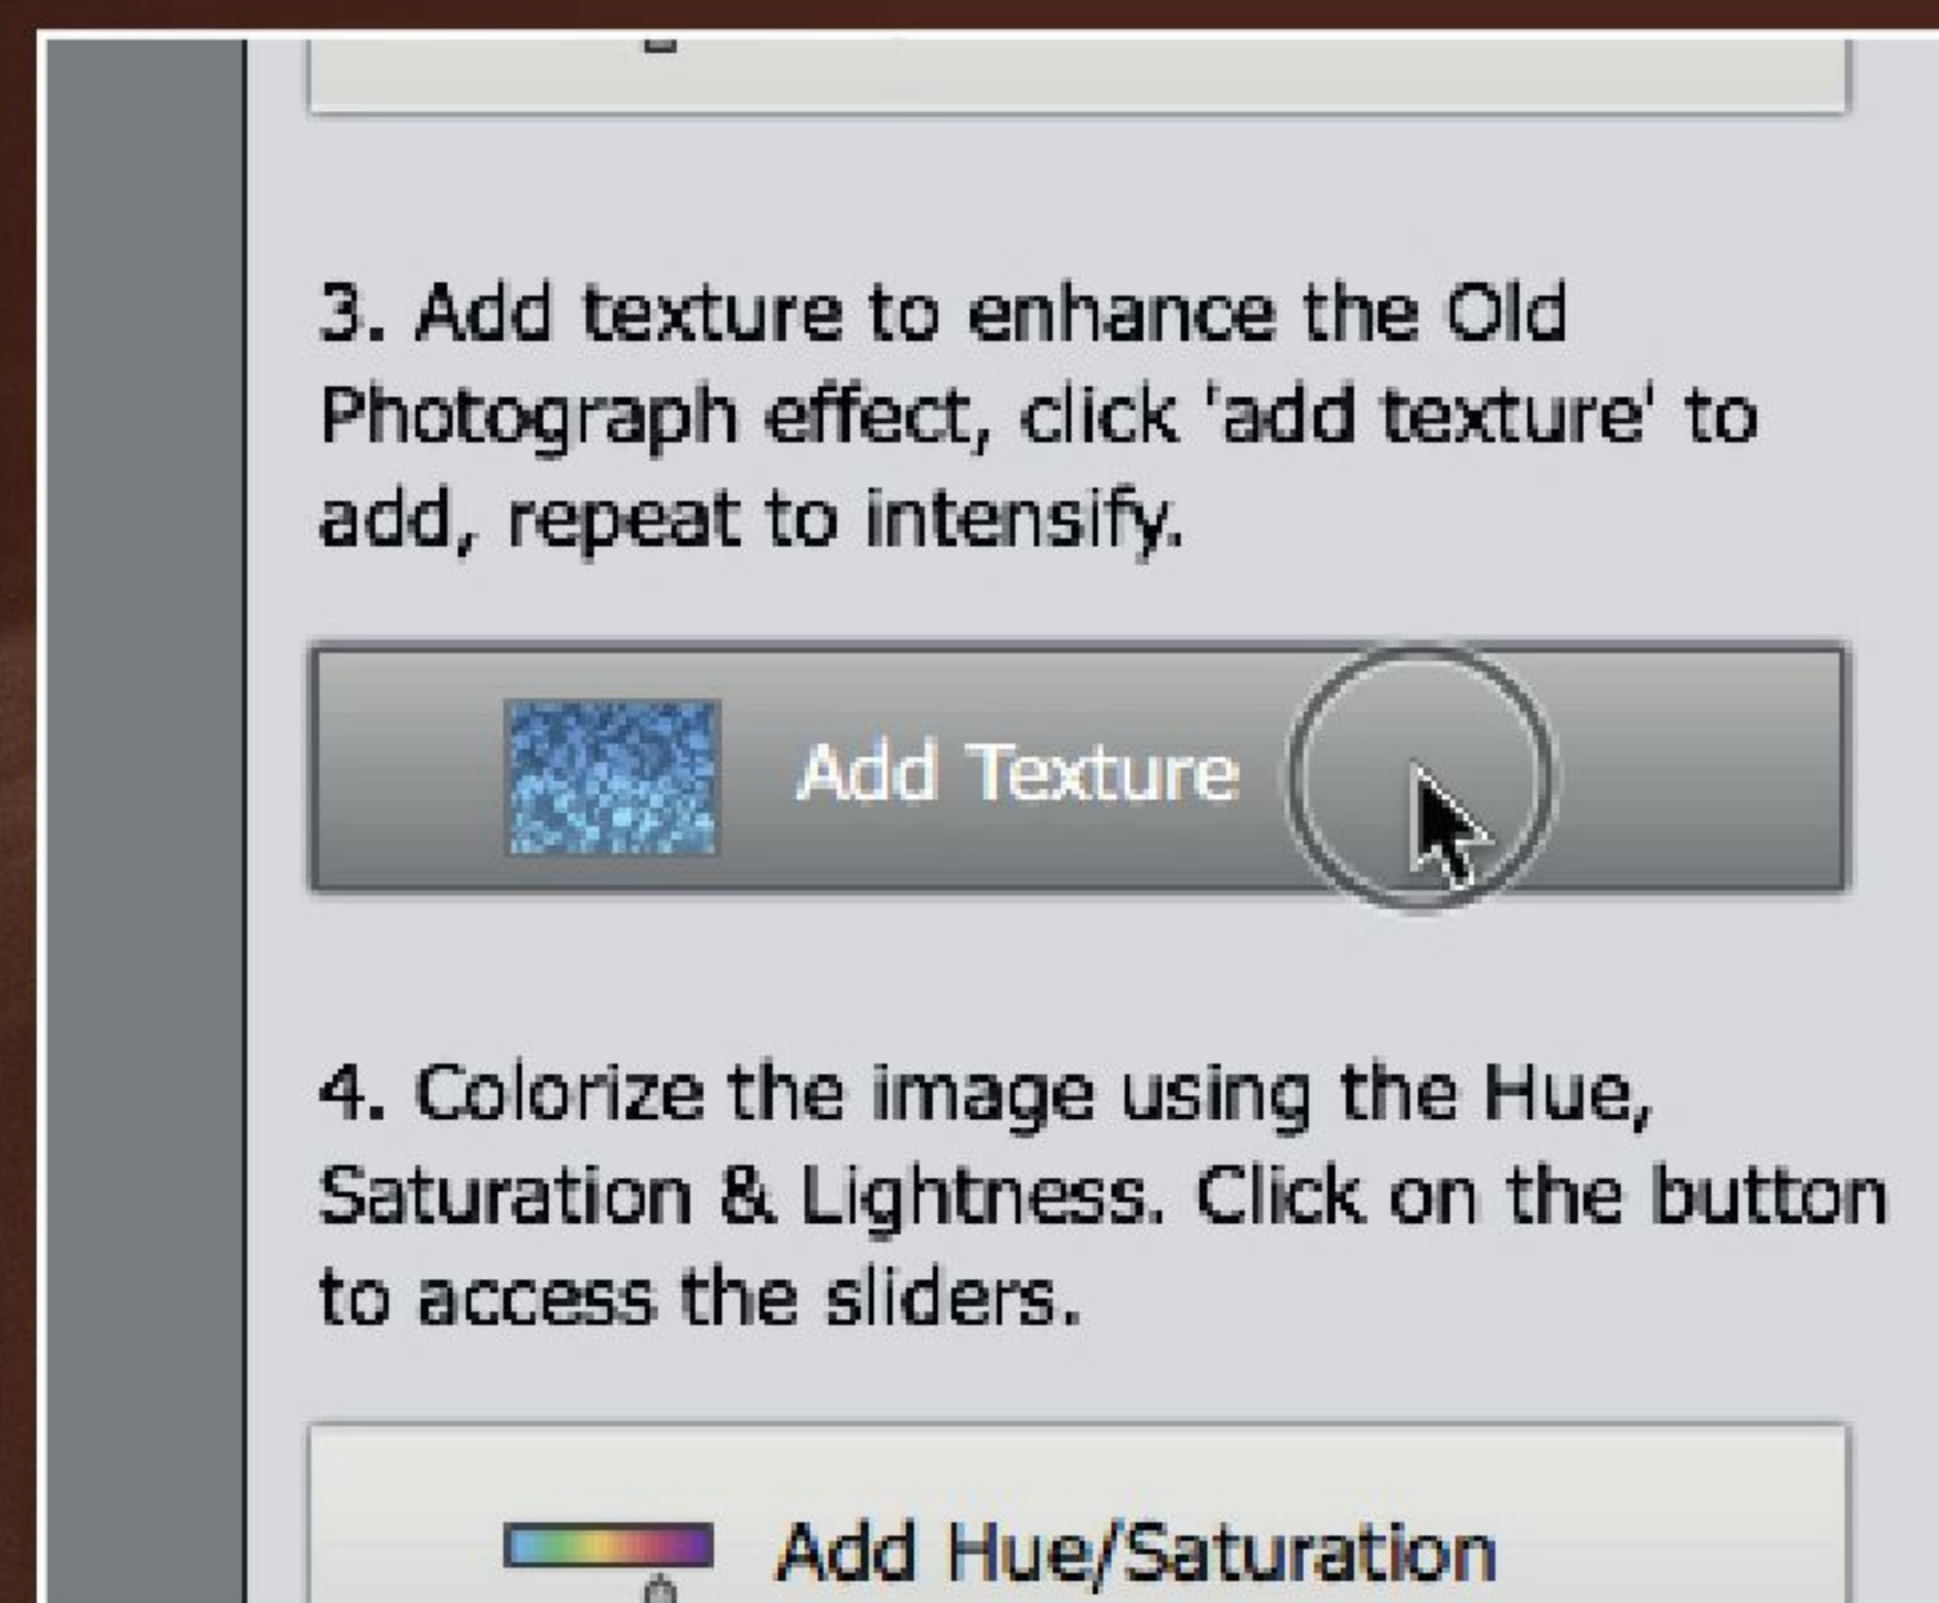 3. Add texture to enhance the Old
Photograph effect, click 'add texture' to
add, repeat to intensify.
Add Texture
4. Colorize the image using the Hue,
Saturation & Lightness. Click on the button
to access the sliders.
Add Hue/Saturation